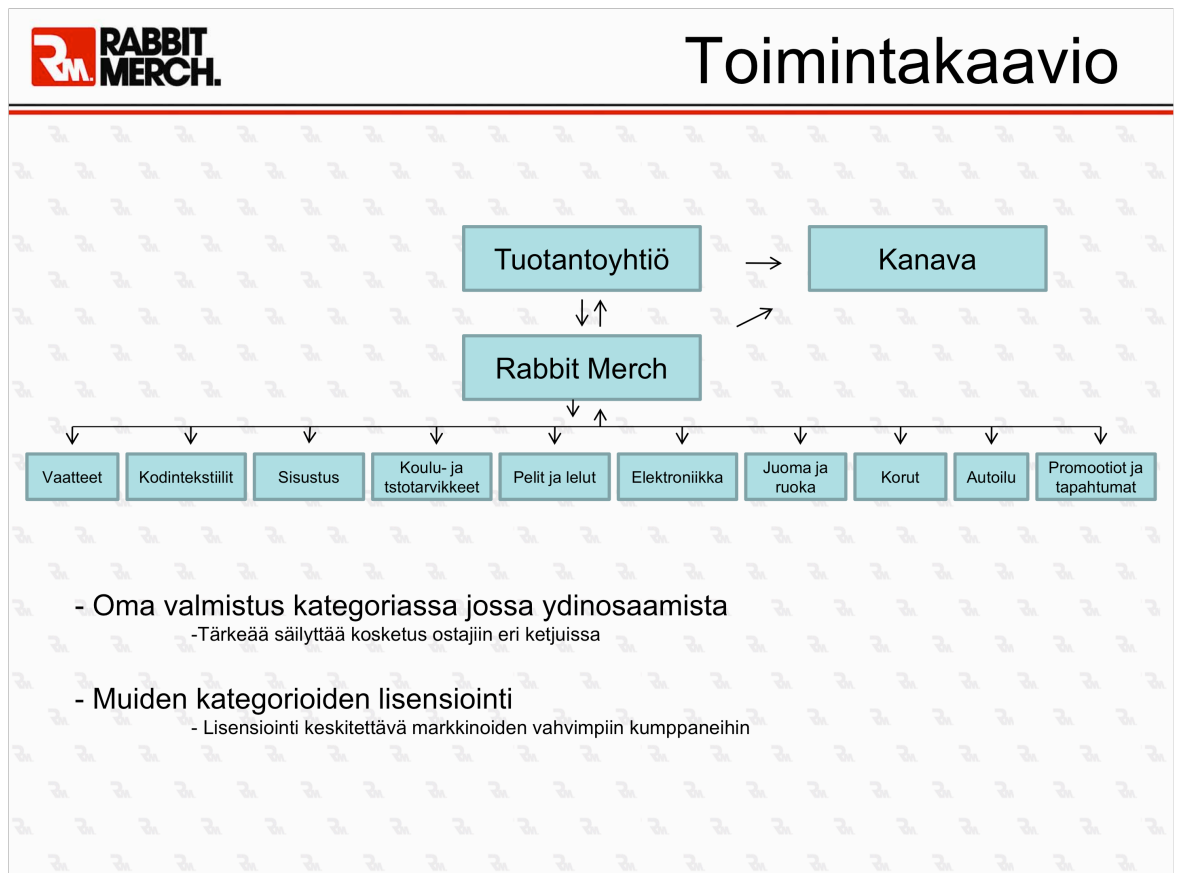 RABBIT
MERCH.
RM.
Toimintakaavio
Tuotantoyhtiö
Kanava
Rabbit Merch
Vaatteet
Kodintekstiilit
Sisustus
Koulu- ja
tstotarvikkeet
Pelit ja lelut
Elektroniikka
Juoma ja
ruoka
Korut
Autoilu
Promootiot ja
tapahtumat
- Oma valmistus kategoriassa jossa ydinosaamista
-Tärkeää säilyttää kosketus ostajiin eri ketjuissa
- Muiden kategorioiden lisensiointi
- Lisensiointi keskitettävä markkinoiden vahvimpiin kumppaneihin